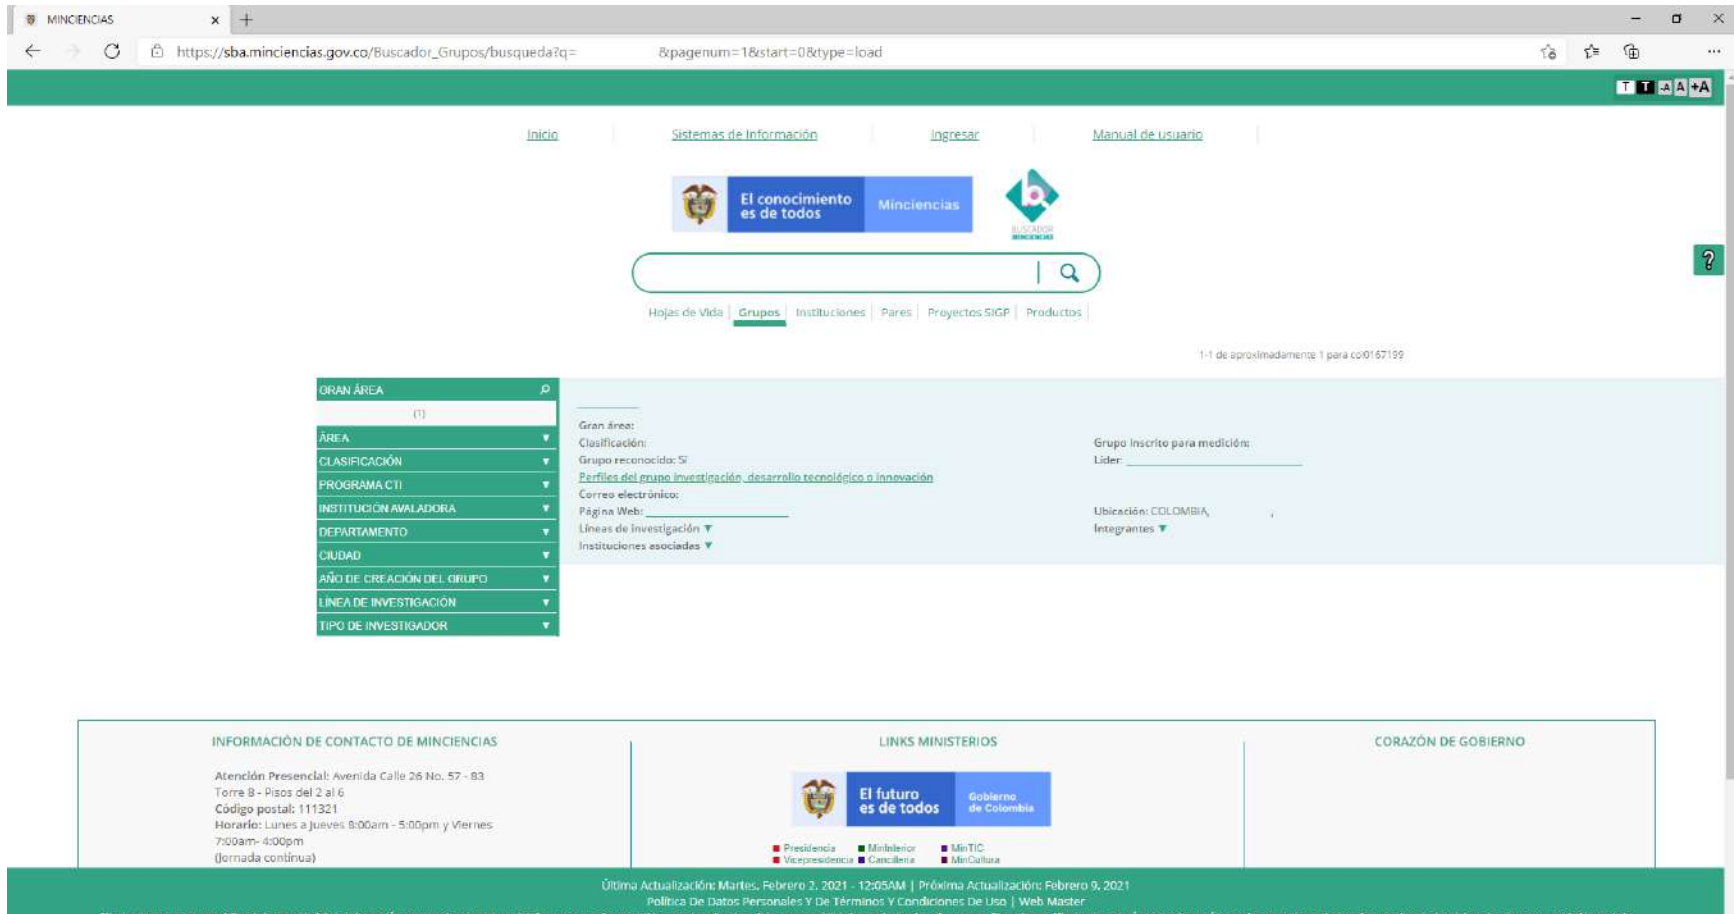 MINCIENCIAS
https://sba.minciencias.gov.co/Buscador_Grupos/busqueda?q= &pagenum=1&start=0&type=load
T T -A A +A
Inicio Sistemas de Información Ingresar Manual de usuario
El conocimiento
es de todos
Minciencias
BUSCADOR
MINCIENCIAS
?
Hojas de Vida Grupos Instituciones Pares Proyectos SIGP Productos
1-1 de aproximadamente 1 para col0167199
GRAN ÁREA
(1)
ÁREA
CLASIFICACIÓN
PROGRAMA CTI
INSTITUCIÓN AVALADORA
DEPARTAMENTO
CIUDAD
AÑO DE CREACIÓN DEL GRUPO
LÍNEA DE INVESTIGACIÓN
TIPO DE INVESTIGADOR
Gran área:
Clasificación: Grupo inscrito para medición:
Grupo reconocido: Sí Líder:
Perfiles del grupo investigación, desarrollo tecnológico o innovación
Correo electrónico:
Página Web: Ubicación: COLOMBIA, ,
Líneas de investigación ▼ Integrantes ▼
Instituciones asociadas ▼
INFORMACIÓN DE CONTACTO DE MINCIENCIAS
Atención Presencial: Avenida Calle 26 No. 57 - 83
Torre 8 - Pisos del 2 al 6
Código postal: 111321
Horario: Lunes a Jueves 8:00am - 5:00pm y Viernes
7:00am- 4:00pm
(Jornada continua)
LINKS MINISTERIOS
El futuro
es de todos
Gobierno
de Colombia
Presidencia MinInterior MinTIC
Vicepresidencia Cancillería MinCultura
CORAZÓN DE GOBIERNO
Última Actualización: Martes, Febrero 2, 2021 - 12:05AM | Próxima Actualización: Febrero 9, 2021
Política De Datos Personales Y De Términos Y Condiciones De Uso | Web Master